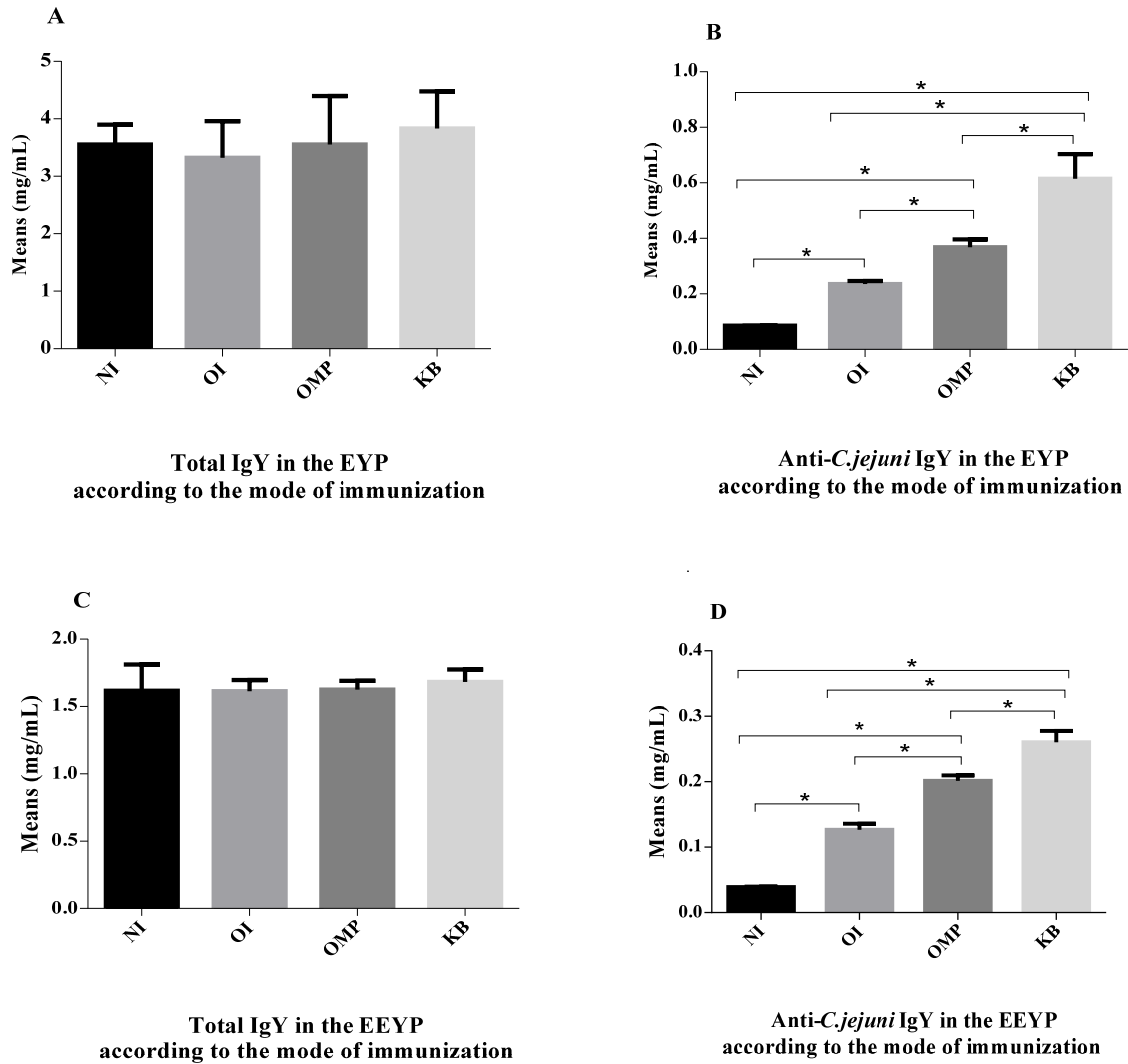 A
Means (mg/mL)
5
4
3
2
1
0
NI
OI
OMP
KB
Total IgY in the EYP
according to the mode of immunization
B
Means (mg/mL)
1.0
0.8
0.6
0.4
0.2
0.0
*
*
*
*
*
*
NI
OI
OMP
KB
Anti-C.jejuni IgY in the EYP
according to the mode of immunization
C
Means (mg/mL)
2.0
1.5
1.0
0.5
0.0
NI
OI
OMP
KB
Total IgY in the EEYP
according to the mode of immunization
D
Means (mg/mL)
0.4
0.3
0.2
0.1
0.0
*
*
*
*
*
*
NI
OI
OMP
KB
Anti-C.jejuni IgY in the EEYP
according to the mode of immunization